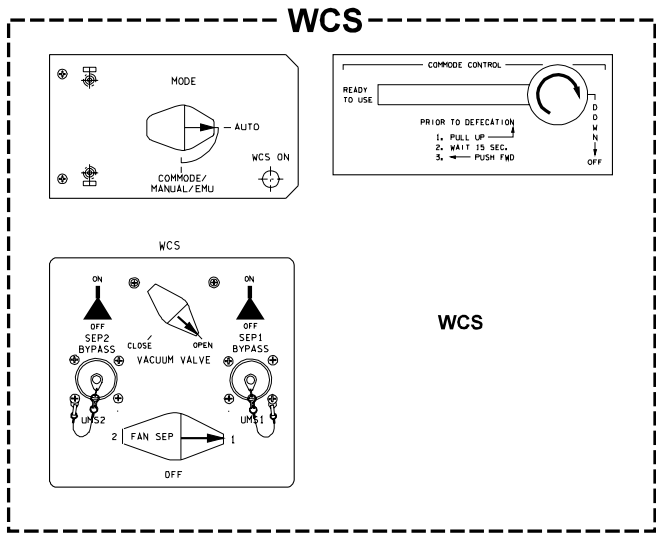 WCS
MODE
AUTO
WCS ON
COMMODE/
MANUAL/EMU
COMMODE CONTROL
READY
TO USE
PRIOR TO DEFECATION
1. PULL UP
2. WAIT 15 SEC.
3. PUSH FWD
DOWN
OFF
WCS
ON
OFF
SEP2
BYPASS
CLOSE
OPEN
VACUUM VALVE
ON
OFF
SEP1
BYPASS
UMS2
UMS1
2 FAN SEP 1
OFF
WCS